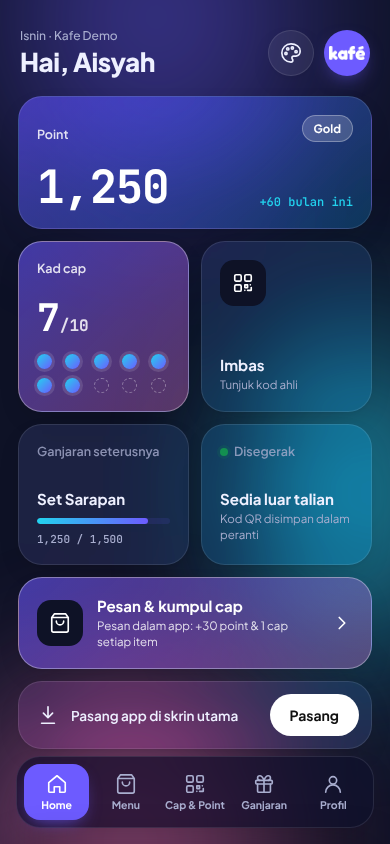 Isnin · Kafe Demo
Hai, Aisyah
kafé
Point
Gold
1,250
+60 bulan ini
Kad cap
7/10
Imbas
Tunjuk kod ahli
Ganjaran seterusnya
Set Sarapan
1,250 / 1,500
Disegerak
Sedia luar talian
Kod QR disimpan dalam
peranti
Pesan & kumpul cap
Pesan dalam app: +30 point & 1 cap
setiap item
Pasang app di skrin utama
Pasang
Home
Menu
Cap & Point
Ganjaran
Profil